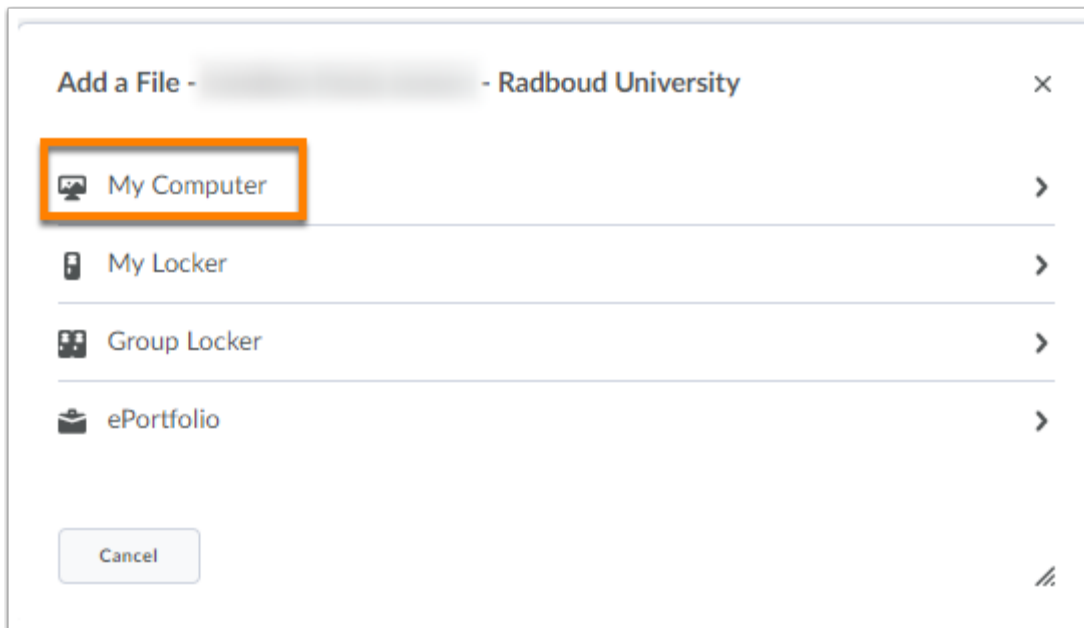 Add a File - - Radboud University
My Computer
My Locker
Group Locker
ePortfolio
Cancel